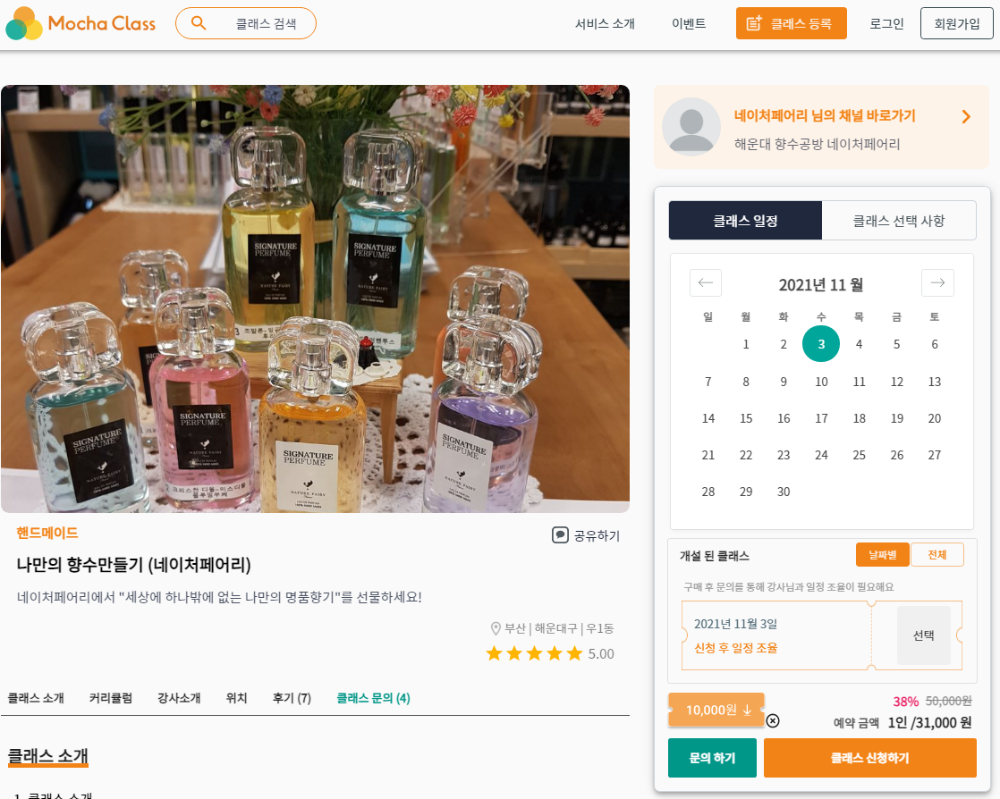 Mocha Class
클래스 검색
서비스 소개
이벤트
클래스 등록
로그인
회원가입
네이처페어리 님의 채널 바로가기
해운대 향수공방 네이처페어리
SIGNATURE
PERFUME
NATURE FAIRY
SIGNATURE
PERFUME
NATURE FAIRY
SIGNATURE
PERFUME
NATURE FAIRY
SIGNATURE
PERFUME
NATURE FAIRY
SIGNATURE
PERFUME
NATURE FAIRY
SIGNATURE
PERFUME
NATURE FAIRY
핸드메이드
공유하기
나만의 향수만들기 (네이처페어리)
네이처페어리에서 "세상에 하나밖에 없는 나만의 명품향기"를 선물하세요!
부산 | 해운대구 | 우1동
5.00
클래스 소개 커리큘럼 강사소개 위치 후기 (7) 클래스 문의 (4)
클래스 소개
1. 클래스 소개
클래스 일정
클래스 선택 사항
2021년 11 월
일 월 화 수 목 금 토
1 2 3 4 5 6
7 8 9 10 11 12 13
14 15 16 17 18 19 20
21 22 23 24 25 26 27
28 29 30
개설 된 클래스
날짜별
전체
구매 후 문의를 통해 강사님과 일정 조율이 필요해요
2021년 11월 3일
신청 후 일정 조율
선택
10,000원
38% 50,000원
예약 금액 1인 /31,000 원
문의 하기
클래스 신청하기